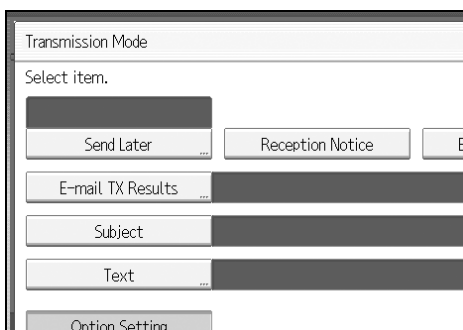 Transmission Mode
Select item.
Send Later ...
Reception Notice
E-mail TX Results ...
Subject
Text ...
Option Setting